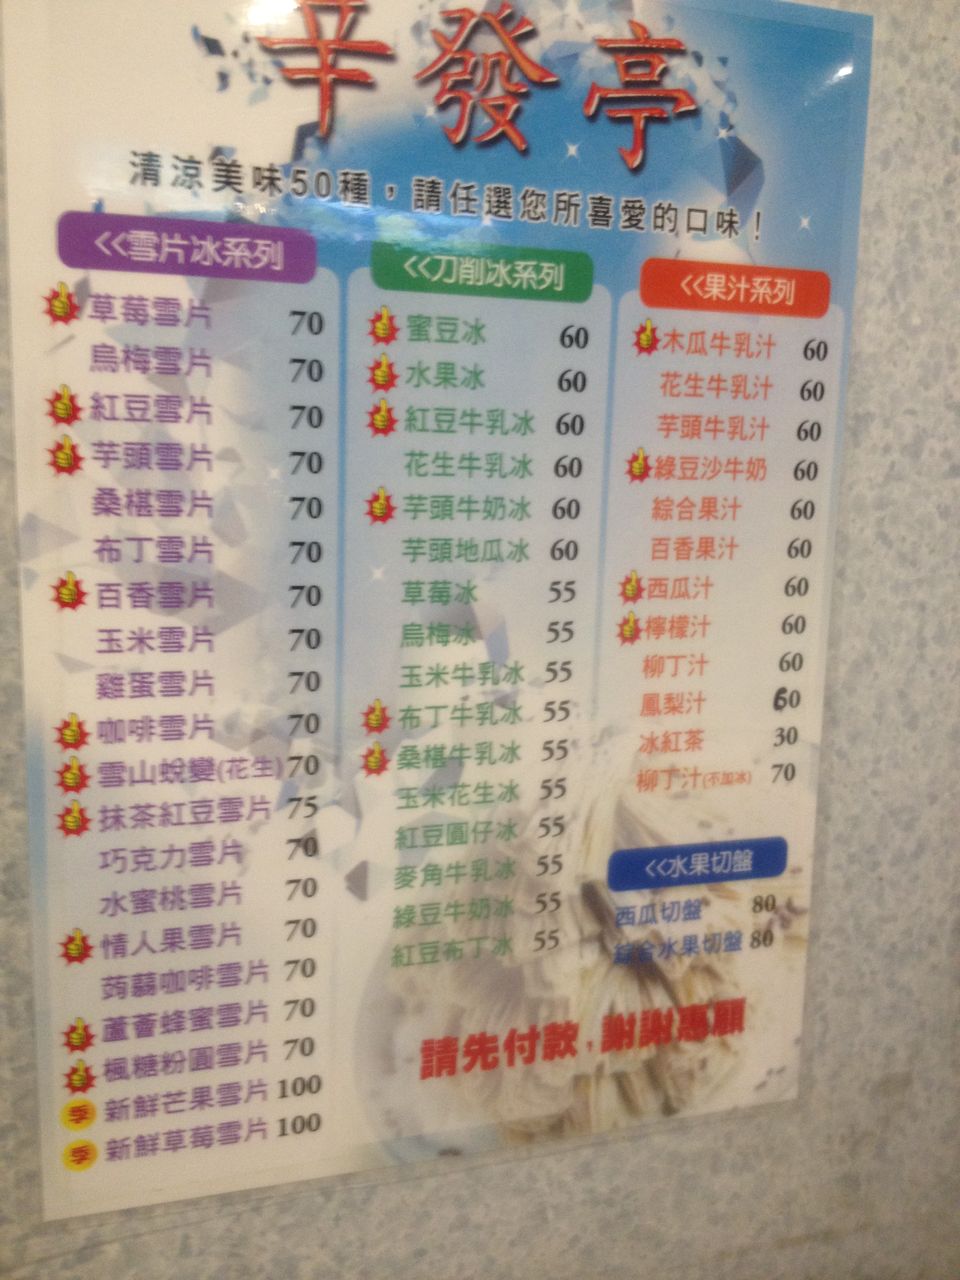 辛發亭
清涼美味50種，請任選您所喜愛的口味！
<<雪片冰系列
草莓雪片 70
烏梅雪片 70
紅豆雪片 70
芋頭雪片 70
桑椹雪片 70
布丁雪片 70
百香雪片 70
玉米雪片 70
雞蛋雪片 70
咖啡雪片 70
雪山蛻變(花生) 70
抹茶紅豆雪片 75
巧克力雪片 70
水蜜桃雪片 70
情人果雪片 70
蒟蒻咖啡雪片 70
蘆薈蜂蜜雪片 70
楓糖粉圓雪片 70
季 新鮮芒果雪片 100
季 新鮮草莓雪片 100
<<刀削冰系列
蜜豆冰 60
水果冰 60
紅豆牛乳冰 60
花生牛乳冰 60
芋頭牛奶冰 60
芋頭地瓜冰 60
草莓冰 55
烏梅冰 55
玉米牛乳冰 55
布丁牛乳冰 55
桑椹牛乳冰 55
玉米花生冰 55
紅豆圓仔冰 55
麥角牛乳冰 55
綠豆牛奶冰 55
紅豆布丁冰 55
<<果汁系列
木瓜牛乳汁 60
花生牛乳汁 60
芋頭牛乳汁 60
綠豆沙牛奶 60
綜合果汁 60
百香果汁 60
西瓜汁 60
檸檬汁 60
柳丁汁 60
鳳梨汁 60
冰紅茶 30
柳丁汁(不加冰) 70
<<水果切盤
西瓜切盤 80
綜合水果切盤 80
請先付款，謝謝惠顧